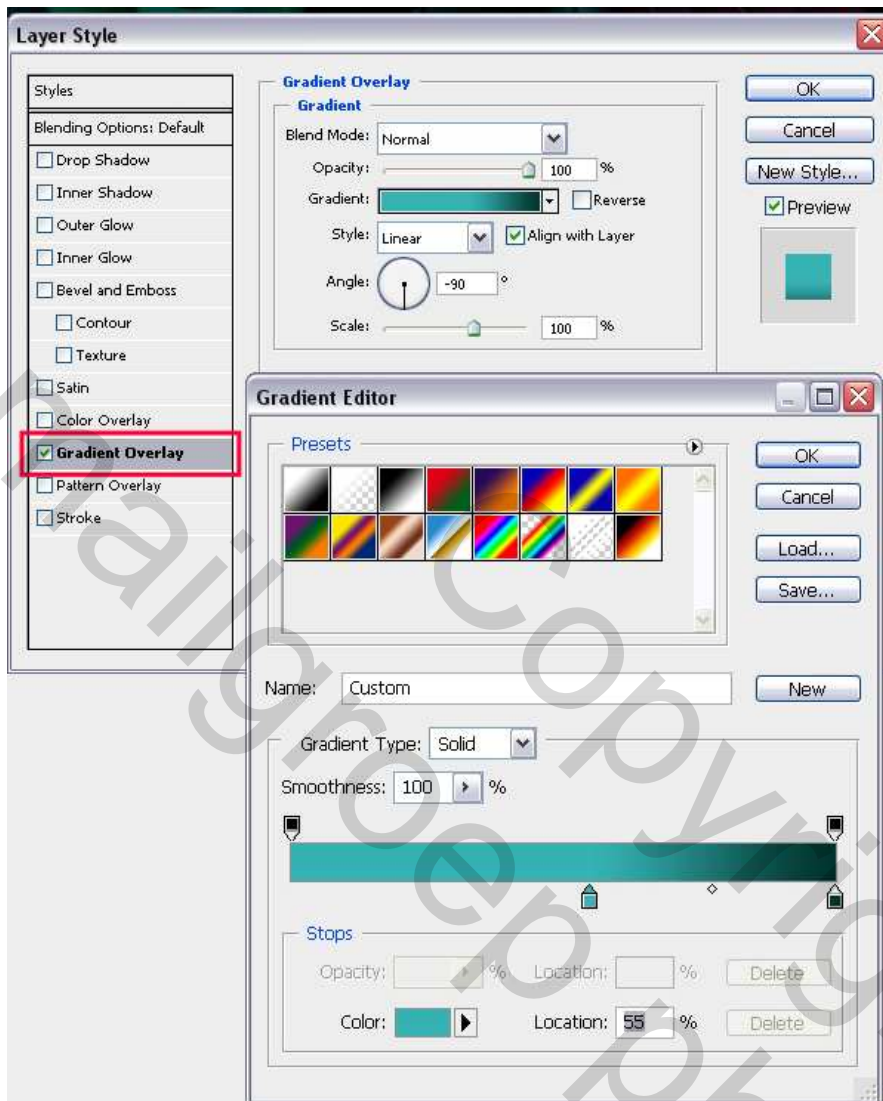 Layer Style
Styles
Blending Options: Default
Drop Shadow
Inner Shadow
Outer Glow
Inner Glow
Bevel and Emboss
Contour
Texture
Satin
Color Overlay
Gradient Overlay
Pattern Overlay
Stroke
Gradient Overlay
Gradient
Blend Mode: Normal
Opacity: 100 %
Gradient: Reverse
Style: Linear Align with Layer
Angle: -90 °
Scale: 100 %
OK
Cancel
New Style...
Preview
Gradient Editor
Presets
OK
Cancel
Load...
Save...
Name: Custom
New
Gradient Type: Solid
Smoothness: 100 %
Stops
Opacity: % Location: % Delete
Color: Location: 55 % Delete